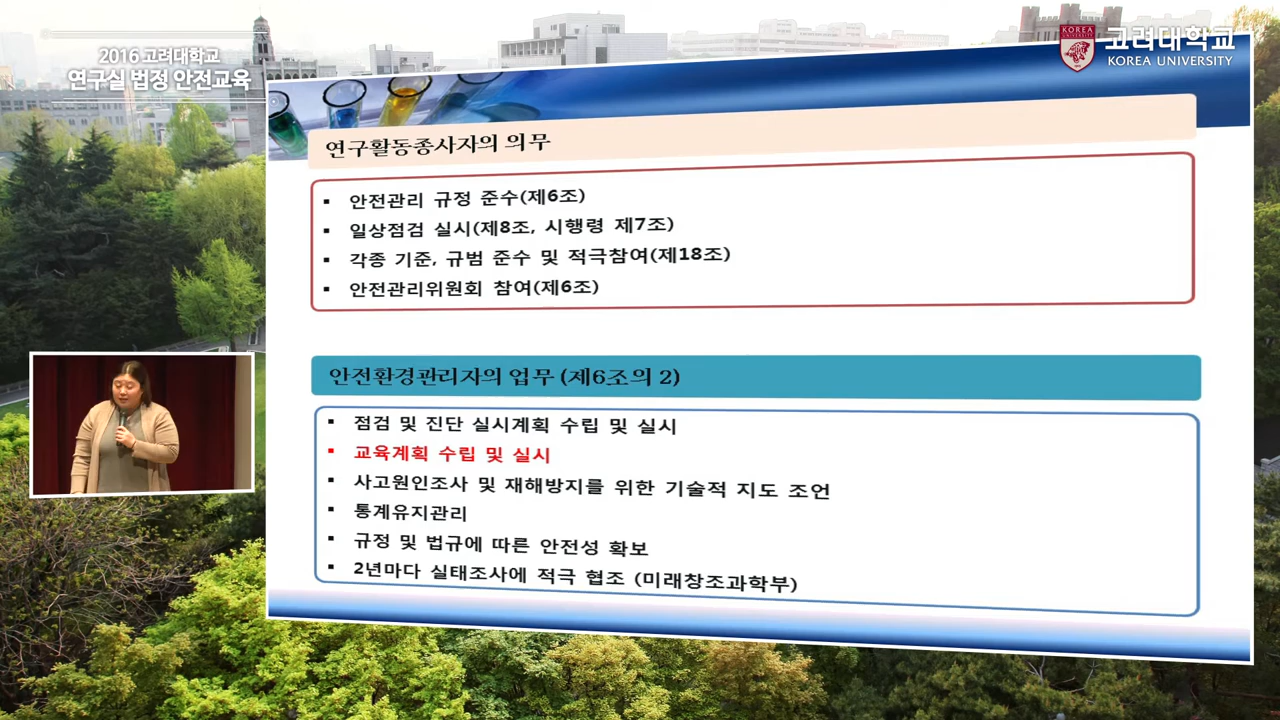 2016 고려대학교
연구실 법정 안전교육
KOREA
UNIVERSITY
고려대학교
KOREA UNIVERSITY
연구활동종사자의 의무
▪ 안전관리 규정 준수(제6조)
▪ 일상점검 실시(제8조, 시행령 제7조)
▪ 각종 기준, 규범 준수 및 적극참여(제18조)
▪ 안전관리위원회 참여(제6조)
안전환경관리자의 업무 (제6조의 2)
▪ 점검 및 진단 실시계획 수립 및 실시
▪ 교육계획 수립 및 실시
▪ 사고원인조사 및 재해방지를 위한 기술적 지도 조언
▪ 통계유지관리
▪ 규정 및 법규에 따른 안전성 확보
▪ 2년마다 실태조사에 적극 협조 (미래창조과학부)